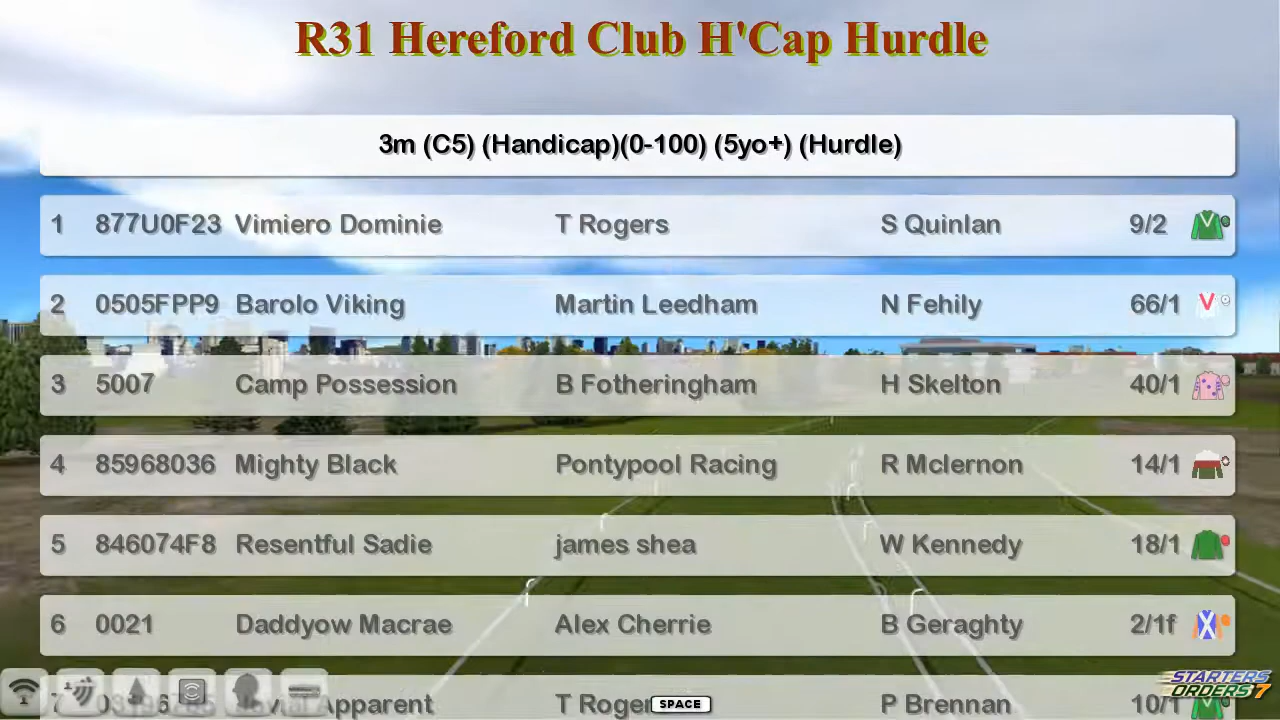 R31 Hereford Club H'Cap Hurdle
3m (C5) (Handicap)(0-100) (5yo+) (Hurdle)
1 877U0F23 Vimiero Dominie T Rogers S Quinlan 9/2
2 0505FPP9 Barolo Viking Martin Leedham N Fehily 66/1
3 5007 Camp Possession B Fotheringham H Skelton 40/1
4 85968036 Mighty Black Pontypool Racing R Mclernon 14/1
5 846074F8 Resentful Sadie james shea W Kennedy 18/1
6 0021 Daddyow Macrae Alex Cherrie B Geraghty 2/1f
7 Apparent T P Brennan 10/1
SPACE
STARTERS
ORDERS 7